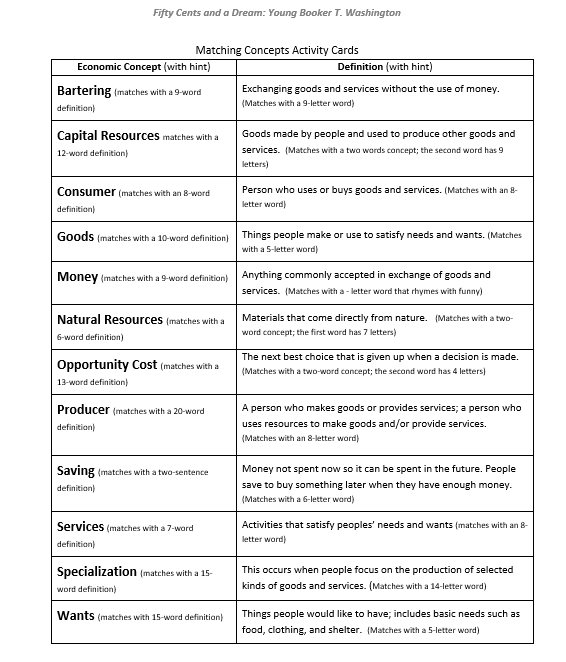 Fifty Cents and a Dream: Young Booker T. Washington
Matching Concepts Activity Cards
Economic Concept (with hint)
Definition (with hint)
Bartering (matches with a 9-word
definition)
Exchanging goods and services without the use of money.
(Matches with a 9-letter word)
Capital Resources matches with a
12-word definition)
Goods made by people and used to produce other goods and
services. (Matches with a two words concept; the second word has 9
letters)
Consumer (matches with an 8-word
definition)
Person who uses or buys goods and services. (Matches with an 8-
letter word)
Goods (matches with a 10-word definition)
Things people make or use to satisfy needs and wants. (Matches
with a 5-letter word)
Money (matches with a 9-word definition)
Anything commonly accepted in exchange of goods and
services. (Matches with a - letter word that rhymes with funny)
Natural Resources (matches with a
6-word definition)
Materials that come directly from nature. (Matches with a two-
word concept; the first word has 7 letters)
Opportunity Cost (matches with a
13-word definition)
The next best choice that is given up when a decision is made.
(Matches with a two-word concept; the second word has 4 letters)
Producer (matches with a 20-word
definition)
A person who makes goods or provides services; a person who
uses resources to make goods and/or provide services.
(Matches with an 8-letter word)
Saving (matches with a two-sentence
definition)
Money not spent now so it can be spent in the future. People
save to buy something later when they have enough money.
(Matches with a 6-letter word)
Services (matches with a 7-word
definition)
Activities that satisfy peoples’ needs and wants (matches with an 8-
letter word)
Specialization (matches with a 15-
word definition)
This occurs when people focus on the production of selected
kinds of goods and services. (Matches with a 14-letter word)
Wants (matches with 15-word definition)
Things people would like to have; includes basic needs such as
food, clothing, and shelter. (Matches with a 5-letter word)